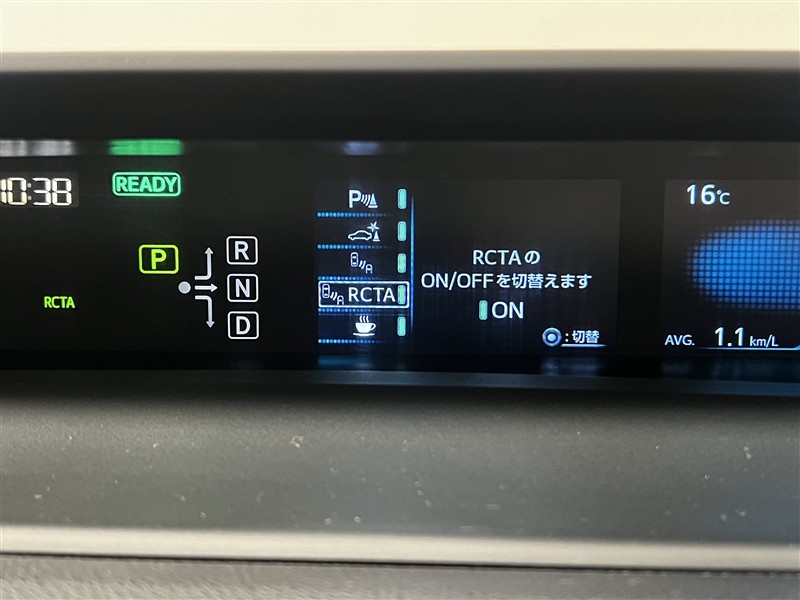 10:38
READY
P
R
N
D
RCTA
P
RCTA
RCTAの
ON/OFFを切替えます
ON
:切替
16℃
AVG. 1.1 km/L